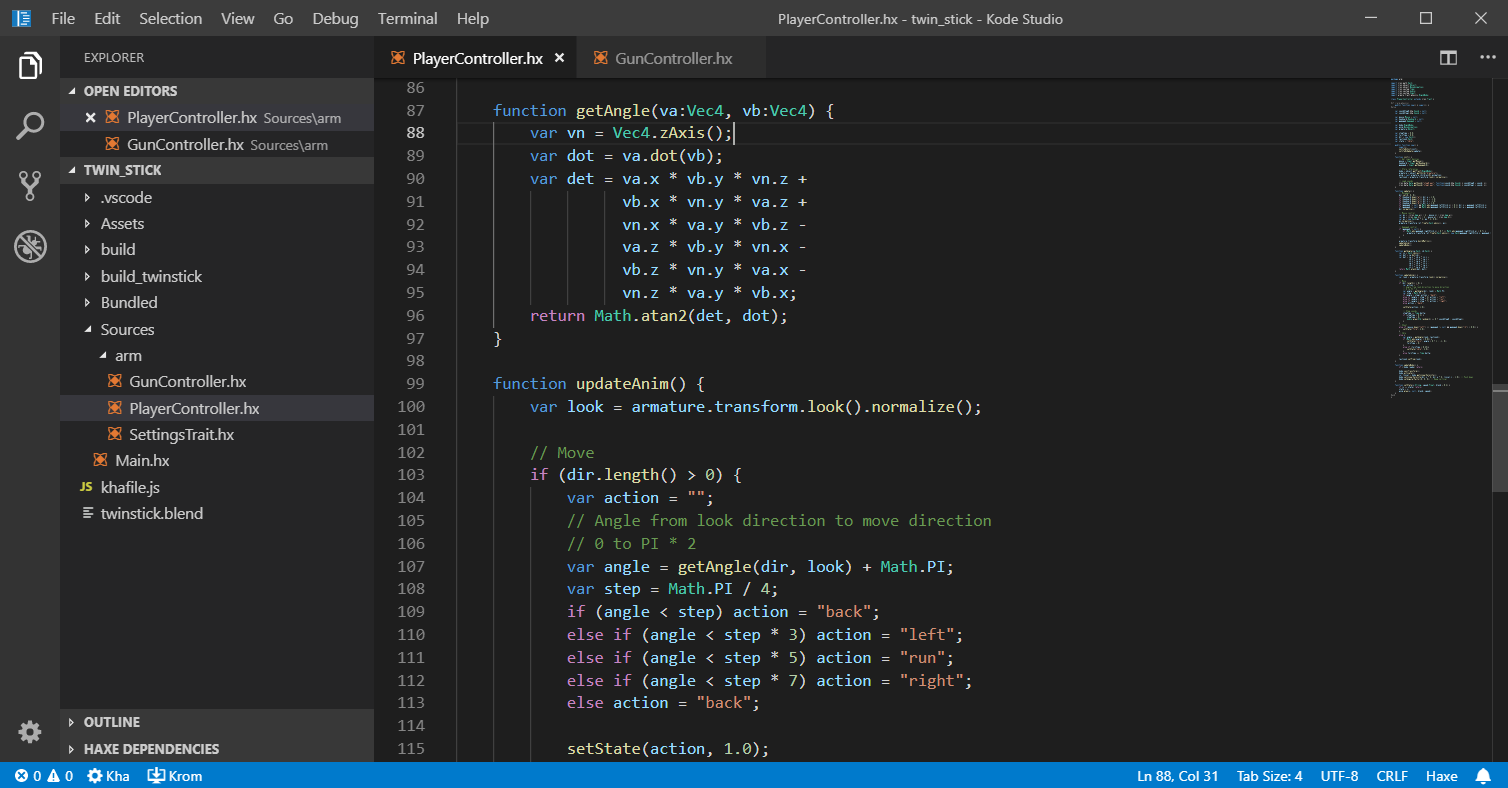 File Edit Selection View Go Debug Terminal Help
PlayerController.hx - twin_stick - Kode Studio
EXPLORER
OPEN EDITORS
PlayerController.hx Sources\arm
GunController.hx Sources\arm
TWIN_STICK
.vscode
Assets
build
build_twinstick
Bundled
Sources
arm
GunController.hx
PlayerController.hx
SettingsTrait.hx
Main.hx
JS khafile.js
twinstick.blend
OUTLINE
HAXE DEPENDENCIES
PlayerController.hx
GunController.hx
86
87 function getAngle(va:Vec4, vb:Vec4) {
88 var vn = Vec4.zAxis();
89 var dot = va.dot(vb);
90 var det = va.x * vb.y * vn.z +
91 vb.x * vn.y * va.z +
92 vn.x * va.y * vb.z -
93 va.z * vb.y * vn.x -
94 vb.z * vn.y * va.x -
95 vn.z * va.y * vb.x;
96 return Math.atan2(det, dot);
97 }
98
99 function updateAnim() {
100 var look = armature.transform.look().normalize();
101
102 // Move
103 if (dir.length() > 0) {
104 var action = "";
105 // Angle from look direction to move direction
106 // 0 to PI * 2
107 var angle = getAngle(dir, look) + Math.PI;
108 var step = Math.PI / 4;
109 if (angle < step) action = "back";
110 else if (angle < step * 3) action = "left";
111 else if (angle < step * 5) action = "run";
112 else if (angle < step * 7) action = "right";
113 else action = "back";
114
115 setState(action, 1.0);
0 0 Kha Krom
Ln 88, Col 31 Tab Size: 4 UTF-8 CRLF Haxe